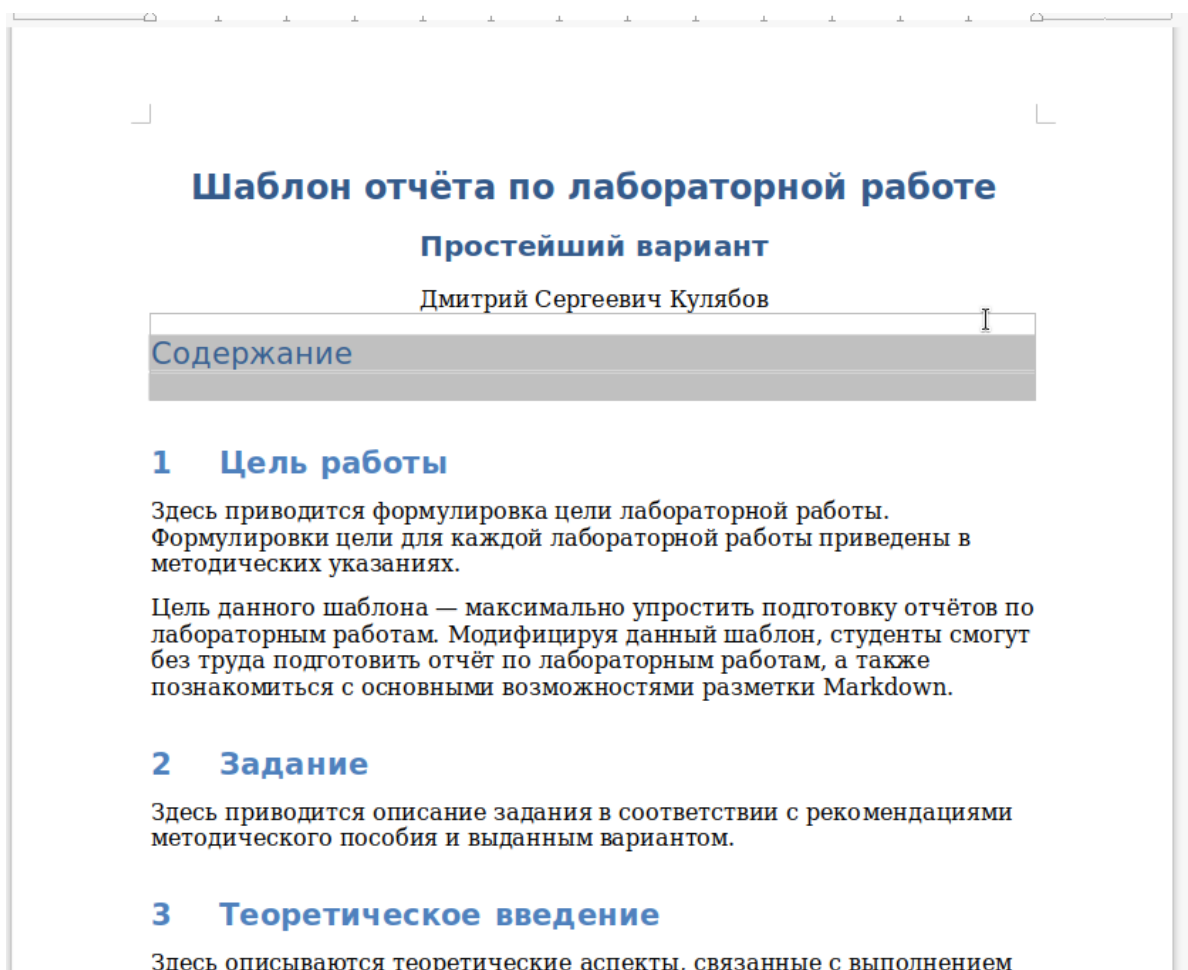 Шаблон отчёта по лабораторной работе
Простейший вариант
Дмитрий Сергеевич Кулябов
Содержание
1 Цель работы
Здесь приводится формулировка цели лабораторной работы.
Формулировки цели для каждой лабораторной работы приведены в
методических указаниях.
Цель данного шаблона — максимально упростить подготовку отчётов по
лабораторным работам. Модифицируя данный шаблон, студенты смогут
без труда подготовить отчёт по лабораторным работам, а также
познакомиться с основными возможностями разметки Markdown.
2 Задание
Здесь приводится описание задания в соответствии с рекомендациями
методического пособия и выданным вариантом.
3 Теоретическое введение
Здесь описываются теоретические аспекты, связанные с выполнением